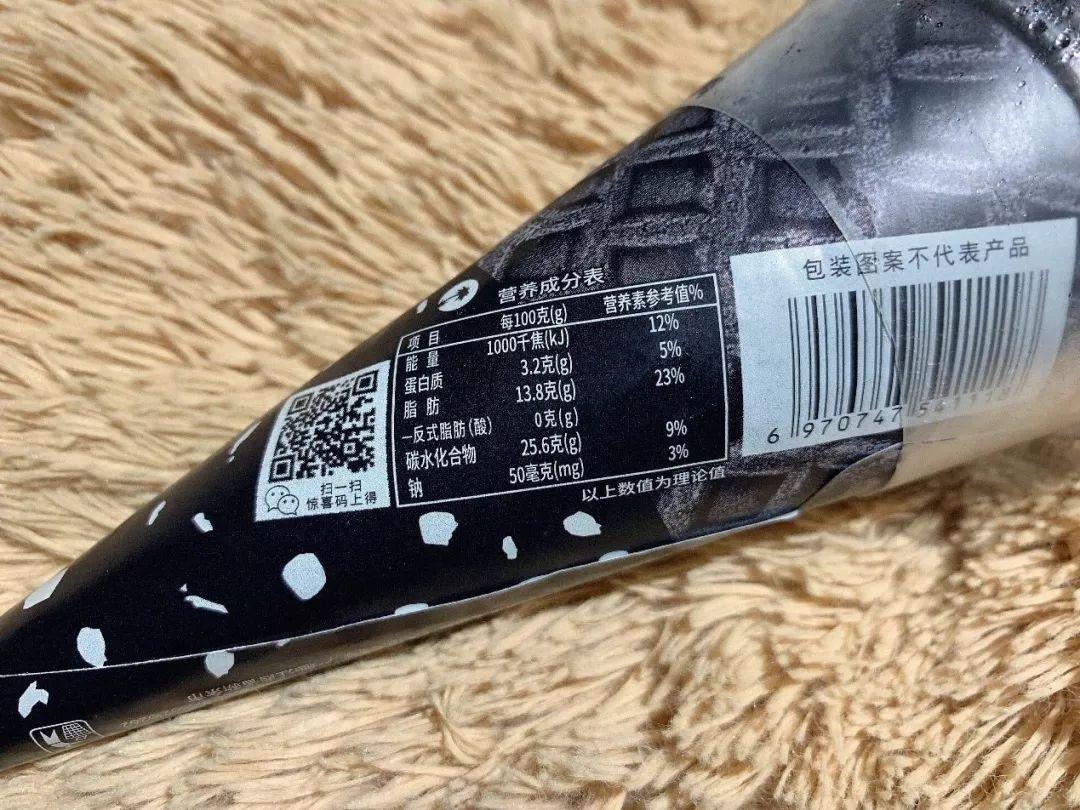 营养成分表
项 目 每100克(g) 营养素参考值%
能 量 1000千焦(kJ) 12%
蛋白质 3.2克(g) 5%
脂 肪 13.8克(g) 23%
—反式脂肪(酸) 0克(g)
碳水化合物 25.6克(g) 9%
钠 50毫克(mg) 3%
以上数值为理论值
扫一扫
惊喜码上得
包装图案不代表产品
6 970747